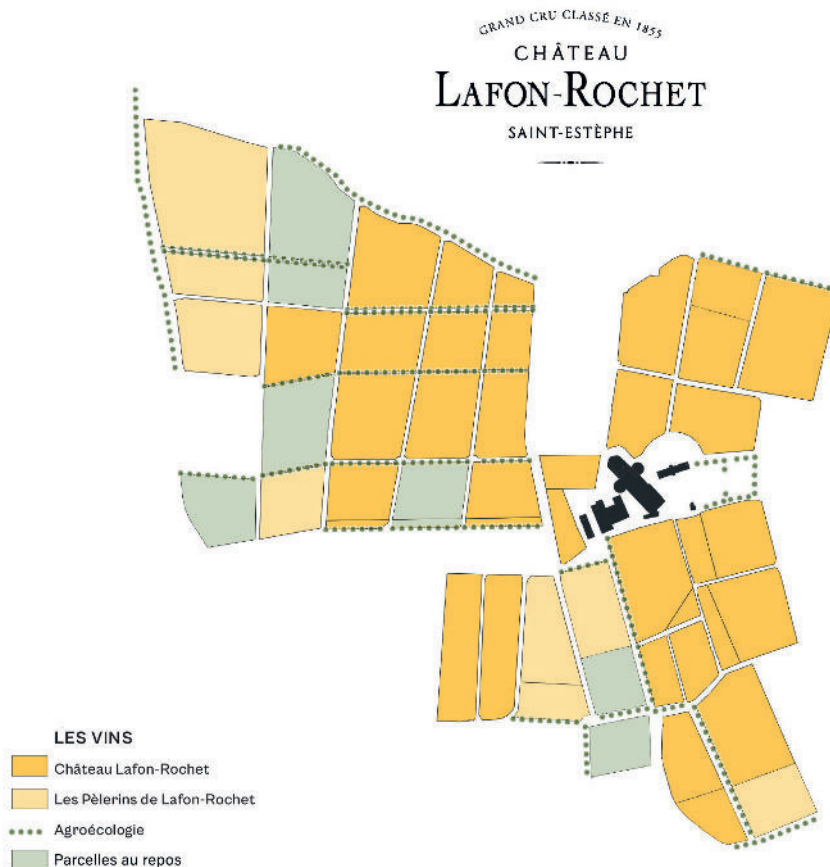 GRAND CRU CLASSÉ EN 1855
CHÂTEAU
LAFON-ROCHET
SAINT-ESTÈPHE
LES VINS
Château Lafon-Rochet
Les Pèlerins de Lafon-Rochet
Agroécologie
Parcelles au repos